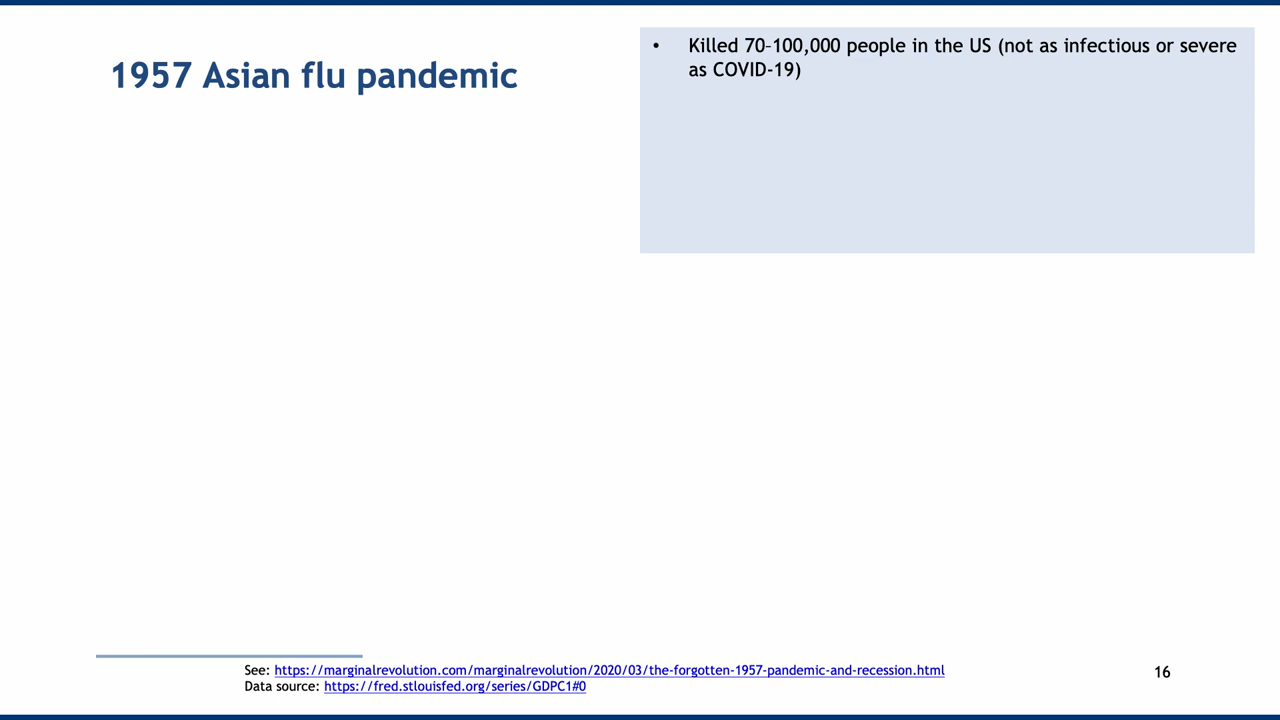 1957 Asian flu pandemic
• Killed 70–100,000 people in the US (not as infectious or severe
as COVID-19)
See: https://marginalrevolution.com/marginalrevolution/2020/03/the-forgotten-1957-pandemic-and-recession.html
Data source: https://fred.stlouisfed.org/series/GDPC1#0
16